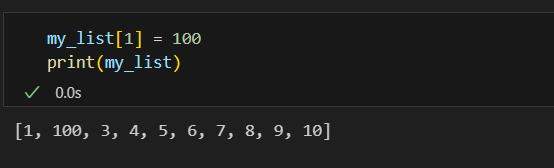 my_list[1] = 100
print(my_list)
0.0s
[1, 100, 3, 4, 5, 6, 7, 8, 9, 10]